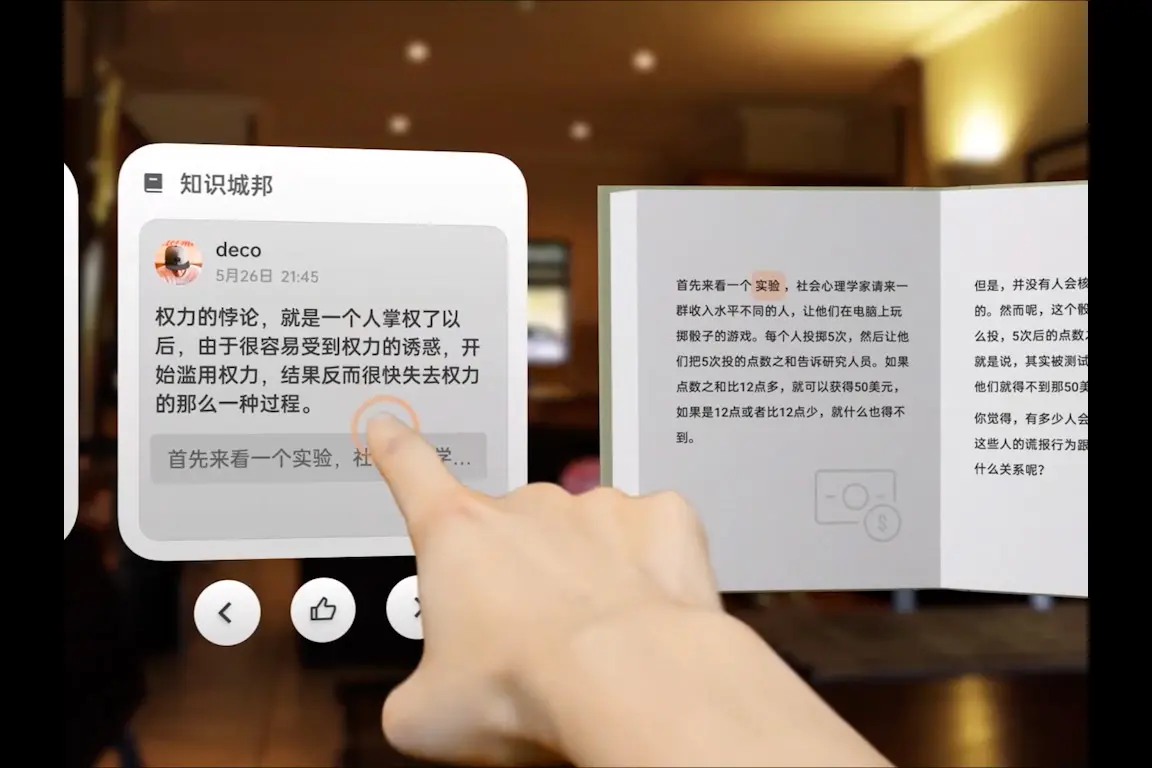 知识城邦
deco
5月26日 21:45
权力的悖论，就是一个人掌权了以
后，由于很容易受到权力的诱惑，开
始滥用权力，结果反而很快失去权力
的那么一种过程。
首先来看一个实验，社 学...
首先来看一个实验，社会心理学家请来一
群收入水平不同的人，让他们在电脑上玩
掷骰子的游戏。每个人投掷5次，然后让他
们把5次投的点数之和告诉研究人员。如果
点数之和比12点多，就可以获得50美元，
如果是12点或者比12点少，就什么也得不
到。
$
但是，并没有人会核
的。然而呢，这个骰
么投，5次后的点数之
就是说，其实被测试
他们就得不到那50美
你觉得，有多少人会
这些人的谎报行为跟
什么关系呢？